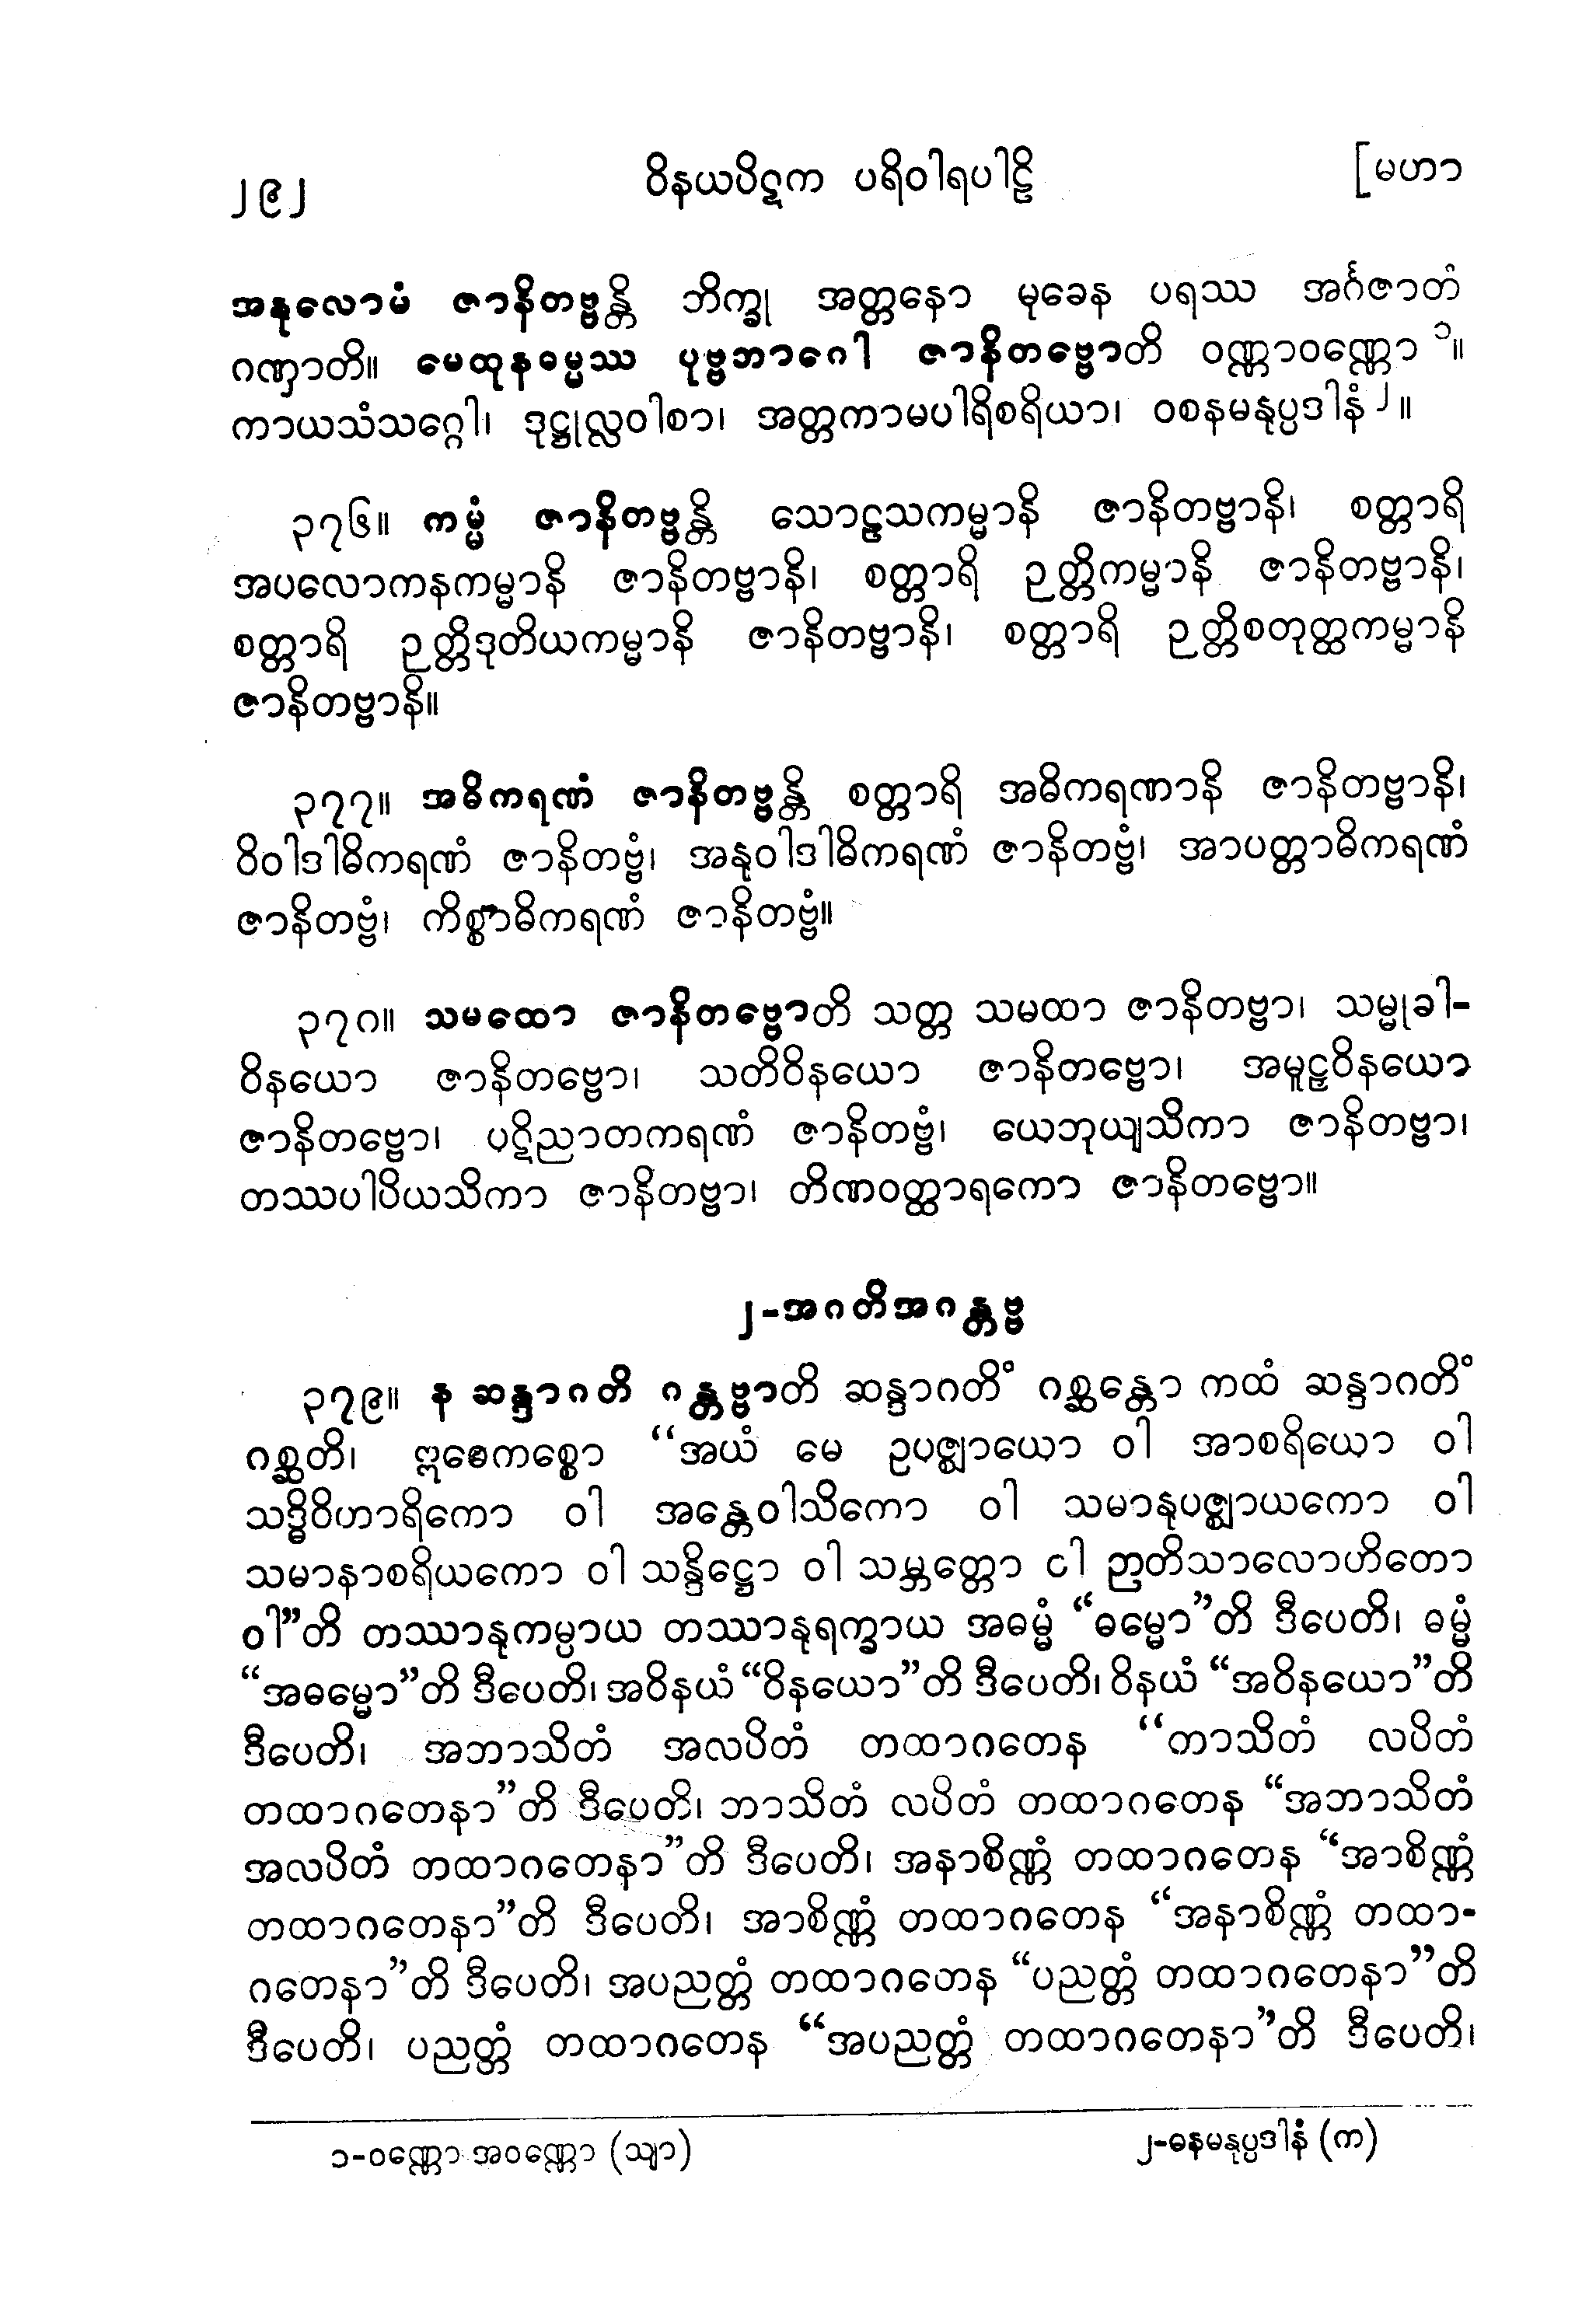 ၂၉၂ ဝိနယပိဋက ပရိဝါရပါဠိ [မဟာ
အနုလောမံ ဇာနိတဗ္ဗန္တိ ဘိက္ခု အတ္တနော မုခေန ပရဿ အင်္ဂဇာတံ
ဂဏှာတိ။ မေထုနဓမ္မဿ ပုဗ္ဗဘာဂေါ ဇာနိတဗ္ဗောတိ ဝဏ္ဏာဝဏ္ဏော ၁။
ကာယသံသဂ္ဂေါ၊ ဒုဋ္ဌုလ္လဝါစာ၊ အတ္တကာမပါရိစရိယာ၊ ဝစနမနုပ္ပဒါနံ ၂။
၃၇၆။ ကမ္မံ ဇာနိတဗ္ဗန္တိ သောဠသကမ္မာနိ ဇာနိတဗ္ဗာနိ၊ စတ္တာရိ
အပလောကနကမ္မာနိ ဇာနိတဗ္ဗာနိ၊ စတ္တာရိ ဉတ္တိကမ္မာနိ ဇာနိတဗ္ဗာနိ၊
စတ္တာရိ ဉတ္တိဒုတိယကမ္မာနိ ဇာနိတဗ္ဗာနိ၊ စတ္တာရိ ဉတ္တိစတုတ္ထကမ္မာနိ
ဇာနိတဗ္ဗာနိ။
၃၇၇။ အဓိကရဏံ ဇာနိတဗ္ဗန္တိ စတ္တာရိ အဓိကရဏာနိ ဇာနိတဗ္ဗာနိ၊
ဝိဝါဒါဓိကရဏံ ဇာနိတဗ္ဗံ၊ အနုဝါဒါဓိကရဏံ ဇာနိတဗ္ဗံ၊ အာပတ္တာဓိကရဏံ
ဇာနိတဗ္ဗံ၊ ကိစ္စာဓိကရဏံ ဇာနိတဗ္ဗံ။
၃၇၈။ သမထော ဇာနိတဗ္ဗောတိ သတ္တ သမထာ ဇာနိတဗ္ဗာ၊ သမ္မုခါ-
ဝိနယော ဇာနိတဗ္ဗော၊ သတိဝိနယော ဇာနိတဗ္ဗော၊ အမူဠှဝိနယော
ဇာနိတဗ္ဗော၊ ပဋိညာတကရဏံ ဇာနိတဗ္ဗံ၊ ယေဘုယျသိကာ ဇာနိတဗ္ဗာ၊
တဿပါပိယသိကာ ဇာနိတဗ္ဗာ၊ တိဏဝတ္ထာရကော ဇာနိတဗ္ဗော။
၂-အဂတိအဂန္တဗ္ဗ
၃၇၉။ န ဆန္ဒာဂတိ ဂန္တဗ္ဗာတိ ဆန္ဒာဂတိံ ဂစ္ဆန္တော ကထံ ဆန္ဒာဂတိံ
ဂစ္ဆတိ၊ ဣဓေကစ္စော “အယံ မေ ဥပဇ္ဈာယော ဝါ အာစရိယော ဝါ
သဒ္ဓိဝိဟာရိကော ဝါ အန္တေဝါသိကော ဝါ သမာနုပဇ္ဈာယကော ဝါ
သမာနာစရိယကော ဝါ သန္ဒိဋ္ဌော ဝါ သမ္ဘတ္တော ဝါ ဉာတိသာလောဟိတော
ဝါ”တိ တဿာနုကမ္ပာယ တဿာနုရက္ခာယ အဓမ္မံ “ဓမ္မော”တိ ဒီပေတိ၊ ဓမ္မံ
“အဓမ္မော”တိ ဒီပေတိ၊ အဝိနယံ “ဝိနယော”တိ ဒီပေတိ၊ ဝိနယံ “အဝိနယော”တိ
ဒီပေတိ၊ အဘာသိတံ အလပိတံ တထာဂတေန “ဘာသိတံ လပိတံ
တထာဂတေနာ”တိ ဒီပေတိ၊ ဘာသိတံ လပိတံ တထာဂတေန “အဘာသိတံ
အလပိတံ တထာဂတေနာ”တိ ဒီပေတိ၊ အနာစိဏ္ဏံ တထာဂတေန “အာစိဏ္ဏံ
တထာဂတေနာ”တိ ဒီပေတိ၊ အာစိဏ္ဏံ တထာဂတေန “အနာစိဏ္ဏံ တထာ-
ဂတေနာ”တိ ဒီပေတိ၊ အပညတ္တံ တထာဂတေန “ပညတ္တံ တထာဂတေနာ”တိ
ဒီပေတိ၊ ပညတ္တံ တထာဂတေန “အပညတ္တံ တထာဂတေနာ”တိ ဒီပေတိ၊
၁-ဝဏ္ဏော အဝဏ္ဏော (သျာ) ၂-ဓနမနုပ္ပဒါနံ (က)